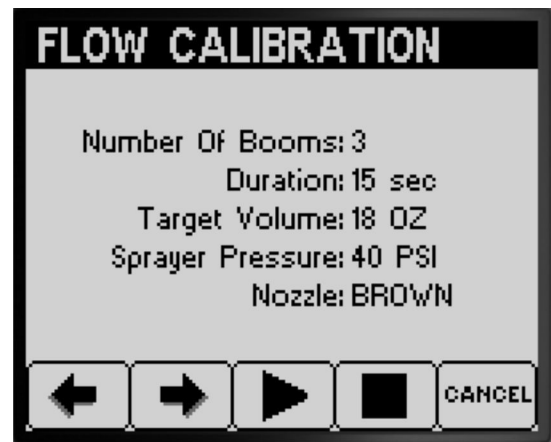 FLOW CALIBRATION
Number Of Booms: 3
Duration: 15 sec
Target Volume: 18 OZ
Sprayer Pressure: 40 PSI
Nozzle: BROWN
CANCEL